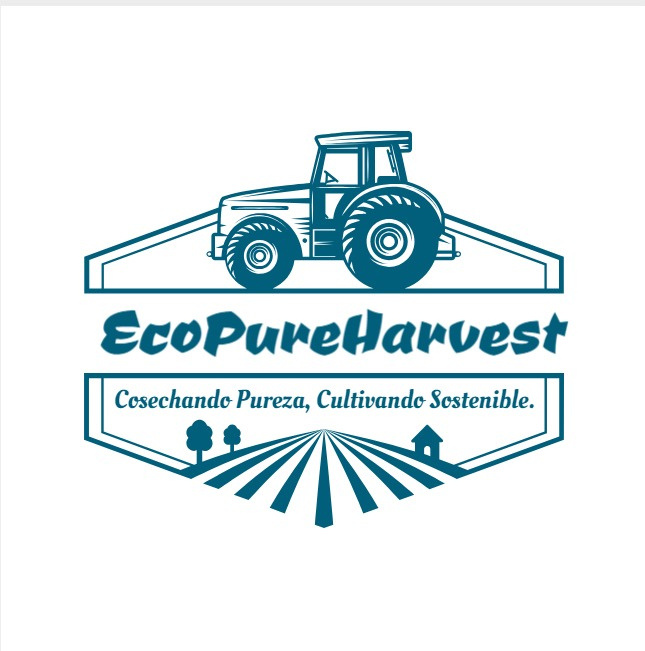 EcoPureHarvest
Cosechando Pureza, Cultivando Sostenible.